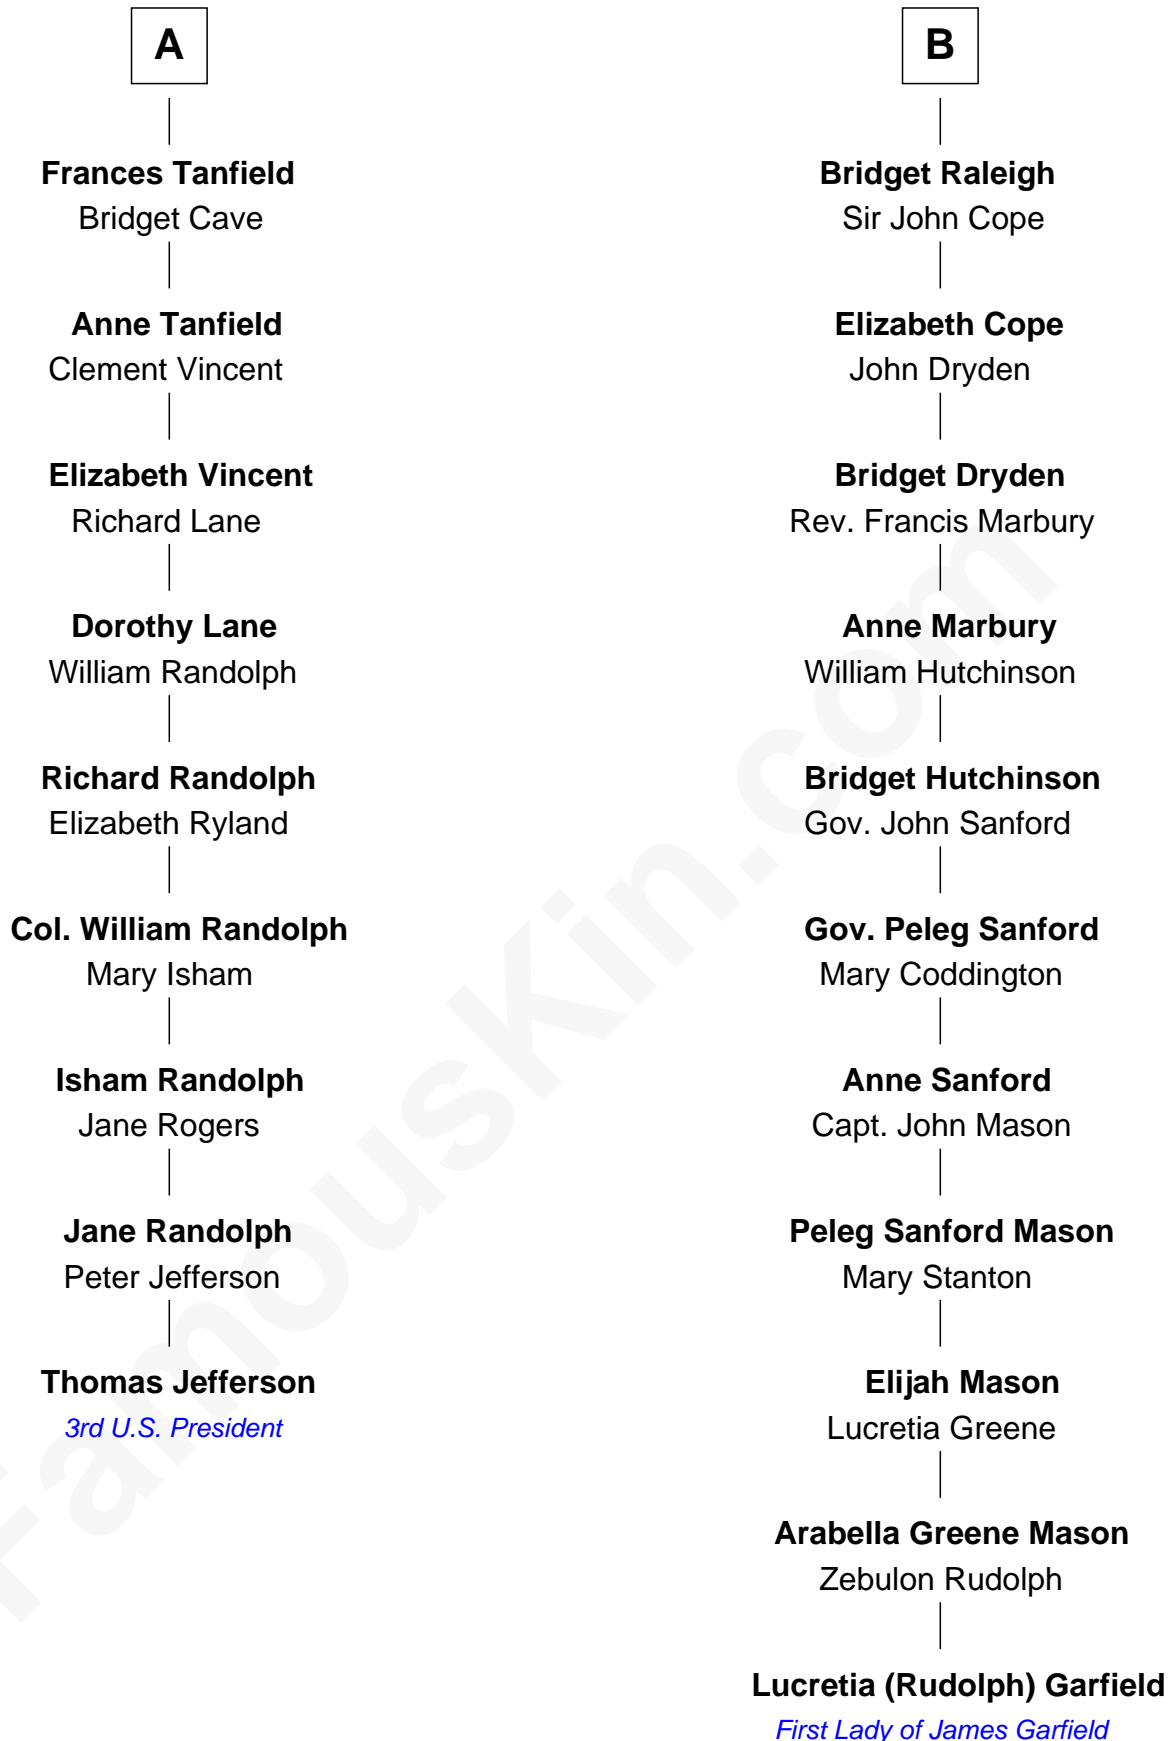 A
Frances Tanfield
Bridget Cave
Anne Tanfield
Clement Vincent
Elizabeth Vincent
Richard Lane
Dorothy Lane
William Randolph
Richard Randolph
Elizabeth Ryland
Col. William Randolph
Mary Isham
Isham Randolph
Jane Rogers
Jane Randolph
Peter Jefferson
Thomas Jefferson
3rd U.S. President
B
Bridget Raleigh
Sir John Cope
Elizabeth Cope
John Dryden
Bridget Dryden
Rev. Francis Marbury
Anne Marbury
William Hutchinson
Bridget Hutchinson
Gov. John Sanford
Gov. Peleg Sanford
Mary Coddington
Anne Sanford
Capt. John Mason
Peleg Sanford Mason
Mary Stanton
Elijah Mason
Lucretia Greene
Arabella Greene Mason
Zebulon Rudolph
Lucretia (Rudolph) Garfield
First Lady of James Garfield
FamousKin.com